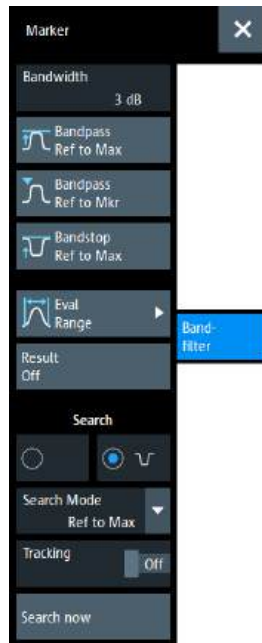 Marker
Bandwidth
3 dB
Bandpass
Ref to Max
Bandpass
Ref to Mkr
Bandstop
Ref to Max
Eval
Range
Result
Off
Search
Search Mode
Ref to Max
Tracking
Off
Search now
Band-
filter